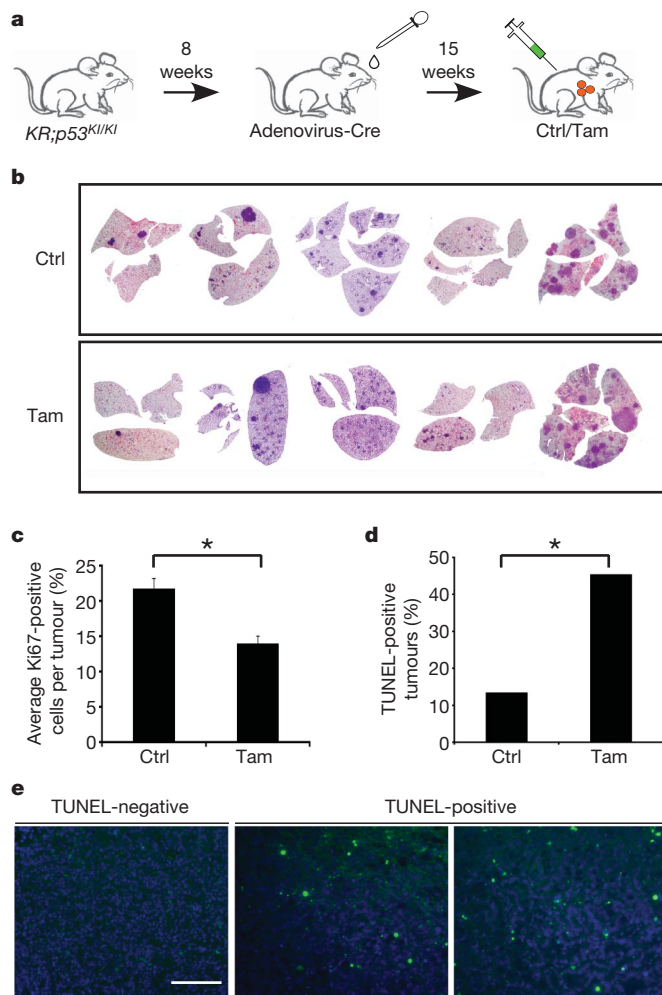 a
8
weeks
15
weeks
KR;p53KI/KI
Adenovirus-Cre
Ctrl/Tam
b
Ctrl
Tam
c
Average Ki67-positive
cells per tumour (%)
25
20
15
10
5
0
*
Ctrl
Tam
d
TUNEL-positive
tumours (%)
50
40
30
20
10
0
*
Ctrl
Tam
e
TUNEL-negative
TUNEL-positive